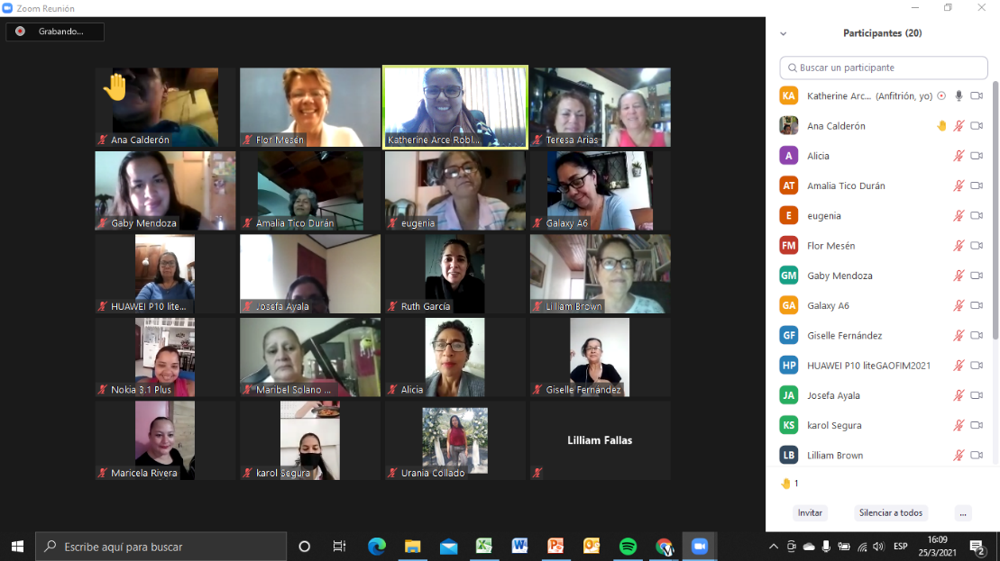 Zoom Reunión
Grabando...
Ana Calderón
Flor Mesén
Katherine Arce Robl...
Teresa Arias
Gaby Mendoza
Amalia Tico Durán
eugenia
Galaxy A6
HUAWEI P10 lite...
Josefa Ayala
Ruth García
Lilliam Brown
Nokia 3.1 Plus
Maribel Solano ...
Alicia
Giselle Fernández
Maricela Rivera
karol Segura
Urania Collado
Lilliam Fallas
Participantes (20)
Buscar un participante
KA Katherine Arc... (Anfitrión, yo)
Ana Calderón
A Alicia
AT Amalia Tico Durán
E eugenia
FM Flor Mesén
GM Gaby Mendoza
GA Galaxy A6
GF Giselle Fernández
HP HUAWEI P10 liteGAOFIM2021
JA Josefa Ayala
KS karol Segura
LB Lilliam Brown
1
Invitar Silenciar a todos ...
Escribe aquí para buscar
ESP
16:09
25/3/2021
2